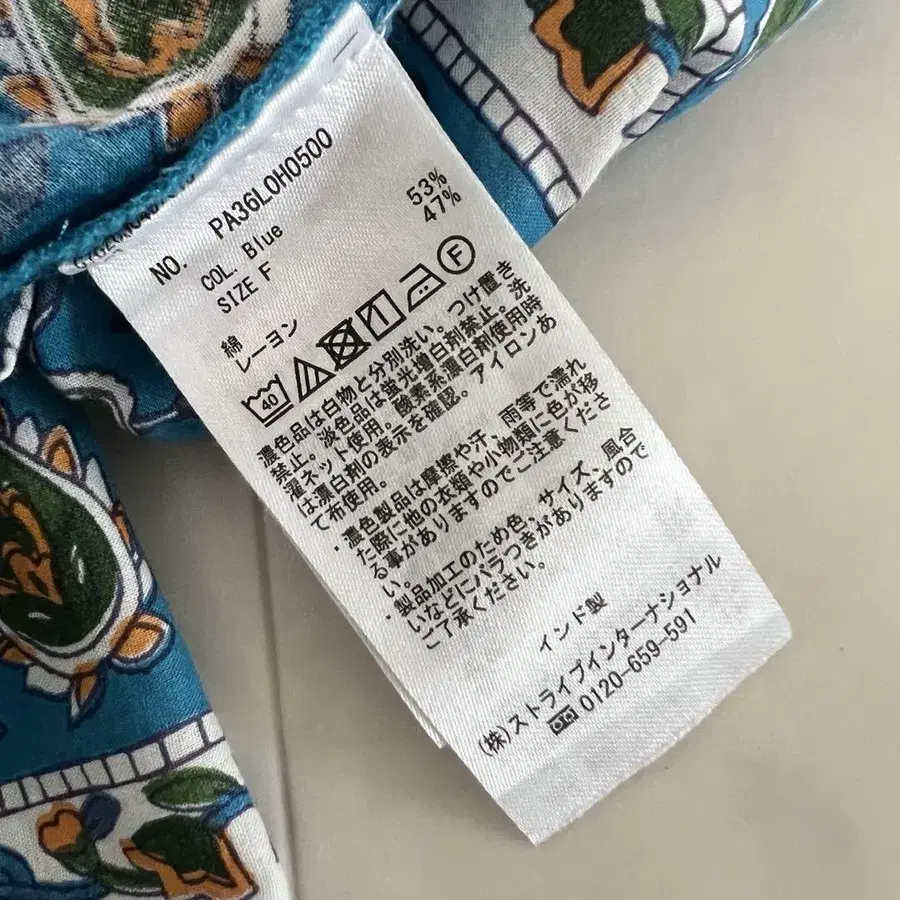 NO. PA36L0H0500
COL. Blue
SIZE F
綿 53%
レーヨン 47%
40
F
濃色品は白物と分別洗い。つけ置き
禁止。淡色品は蛍光増白剤禁止。洗
濯ネット使用。酸素系漂白剤使用時
は漂白剤の表示を確認。アイロンあ
て布使用。
・濃色製品は摩擦や汗、雨等で濡れ
た際に他の衣類や小物類に色が移
る事がありますのでご注意くださ
い。
・製品加工のため色、サイズ、風合
いなどにバラつきがありますので
ご了承ください。
インド製
(株)ストライプインターナショナル
0120-659-591